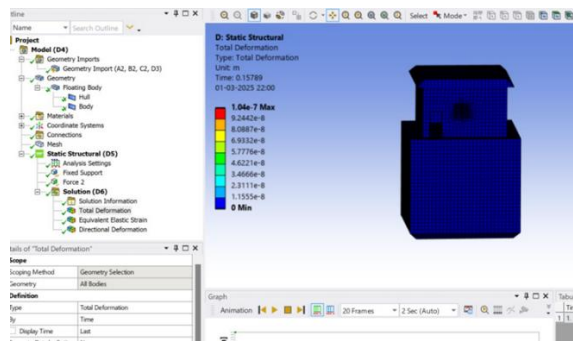 utline
Name
Search Outline
Project
Model (D4)
Geometry Imports
Geometry Import (A2, B2, C2, D3)
Geometry
Floating Body
Hull
Body
Materials
Coordinate Systems
Connections
Mesh
Static Structural (D5)
Analysis Settings
Fixed Support
Force 2
Solution (D6)
Solution Information
Total Deformation
Equivalent Elastic Strain
Directional Deformation
etails of "Total Deformation"
Scope
Scoping Method Geometry Selection
Geometry All Bodies
Definition
Type Total Deformation
By Time
Display Time Last
Select Mode
D: Static Structural
Total Deformation
Type: Total Deformation
Unit: m
Time: 0.15789
01-03-2025 22:00
1.04e-7 Max
9.2442e-8
8.0887e-8
6.9332e-8
5.7776e-8
4.6221e-8
3.4666e-8
2.3111e-8
1.1555e-8
0 Min
Graph
Animation 20 Frames 2 Sec (Auto)
Tabu